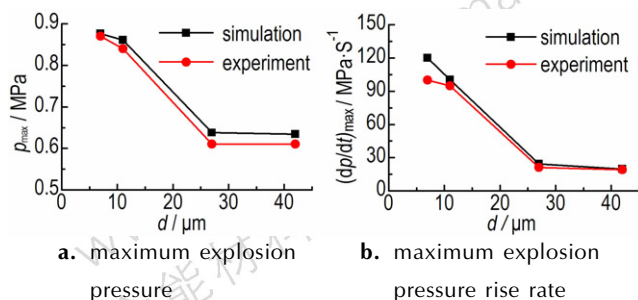 0.9
0.8
0.7
0.6
0.5
simulation
experiment
p_max / MPa
0 10 20 30 40
d / μm
a. maximum explosion
pressure
150
120
90
60
30
0
simulation
experiment
(dp/dt)_max / MPa·S⁻¹
0 10 20 30 40
d / μm
b. maximum explosion
pressure rise rate